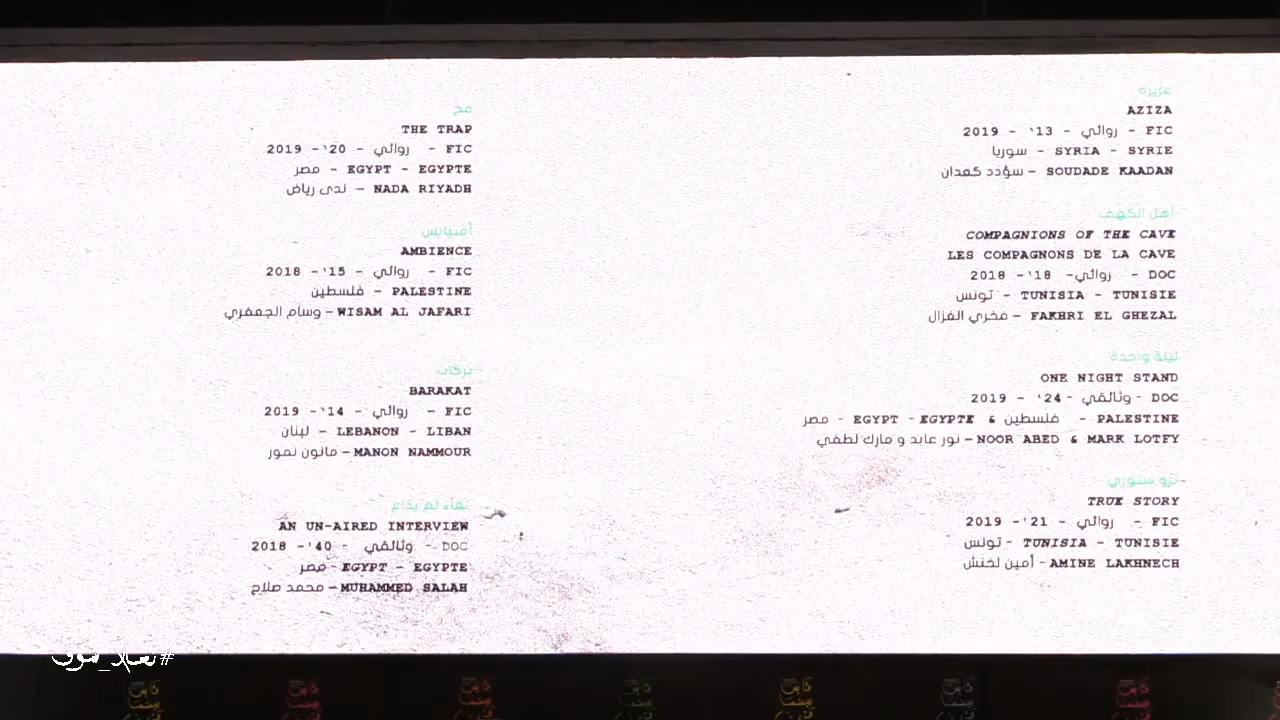 عزيزة
AZIZA
FIC - روائي - 13' - 2019
سوريا - SYRIA - SYRIE
سؤدد كعدان - SOUDADE KAADAN
أهل الكهف
COMPAGNIONS OF THE CAVE
LES COMPAGNONS DE LA CAVE
DOC - روائي - 18' - 2018
تونس - TUNISIA - TUNISIE
فخري الغزال - FAKHRI EL GHEZAL
ليلة واحدة
ONE NIGHT STAND
DOC - وثائقي - 24' - 2019
مصر - EGYPT - EGYPTE & فلسطين - PALESTINE
نور عابد و مارك لطفي - NOOR ABED & MARK LOTFY
ترو ستوري
TRUE STORY
FIC - روائي - 21' - 2019
تونس - TUNISIA - TUNISIE
أمين لخنش - AMINE LAKHNECH
فخ
THE TRAP
FIC - روائي - 20' - 2019
مصر - EGYPT - EGYPTE
ندى رياض - NADA RIYADH
أمبيانس
AMBIENCE
FIC - روائي - 15' - 2018
فلسطين - PALESTINE
وسام الجعفري - WISAM AL JAFARI
بركات
BARAKAT
FIC - روائي - 14' - 2019
لبنان - LEBANON - LIBAN
مانون نمور - MANON NAMMOUR
لقاء لم يذاع
AN UN-AIRED INTERVIEW
DOC - وثائقي - 40' - 2018
مصر - EGYPT - EGYPTE
محمد صلاح - MUHAMMED SALAH